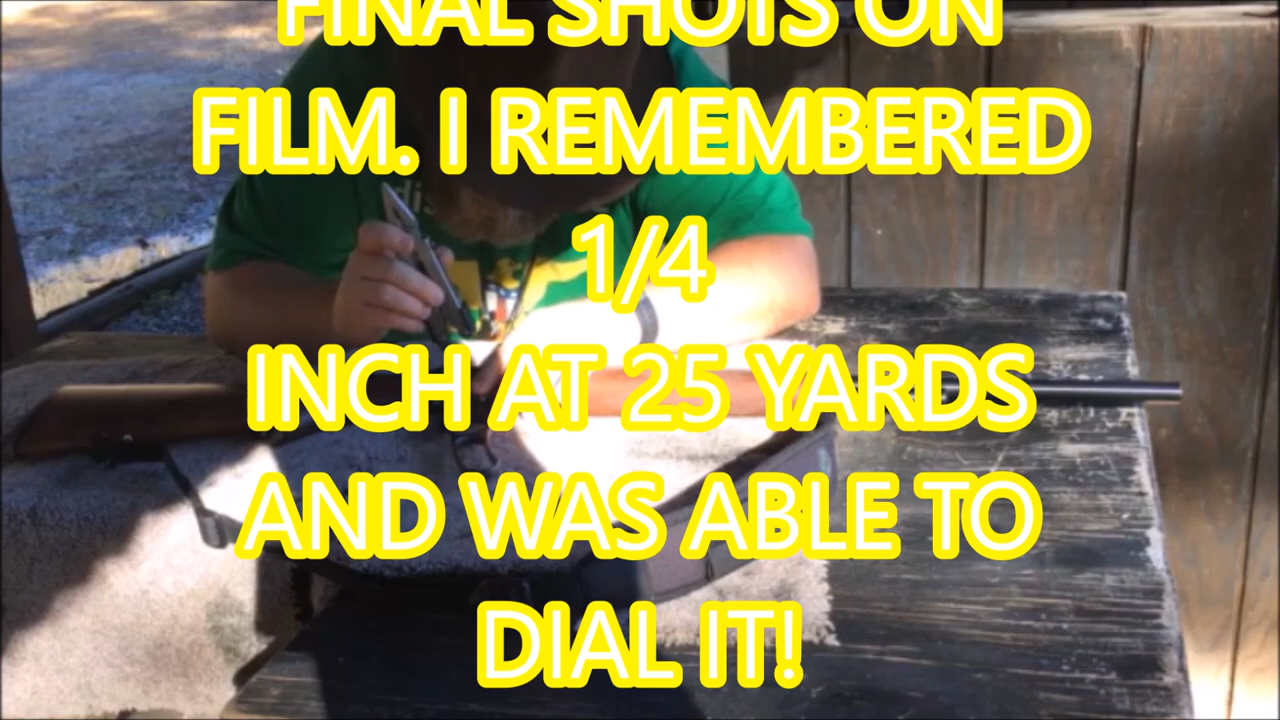 FINAL SHOTS ON
FILM. I REMEMBERED
1/4
INCH AT 25 YARDS
AND WAS ABLE TO
DIAL IT!